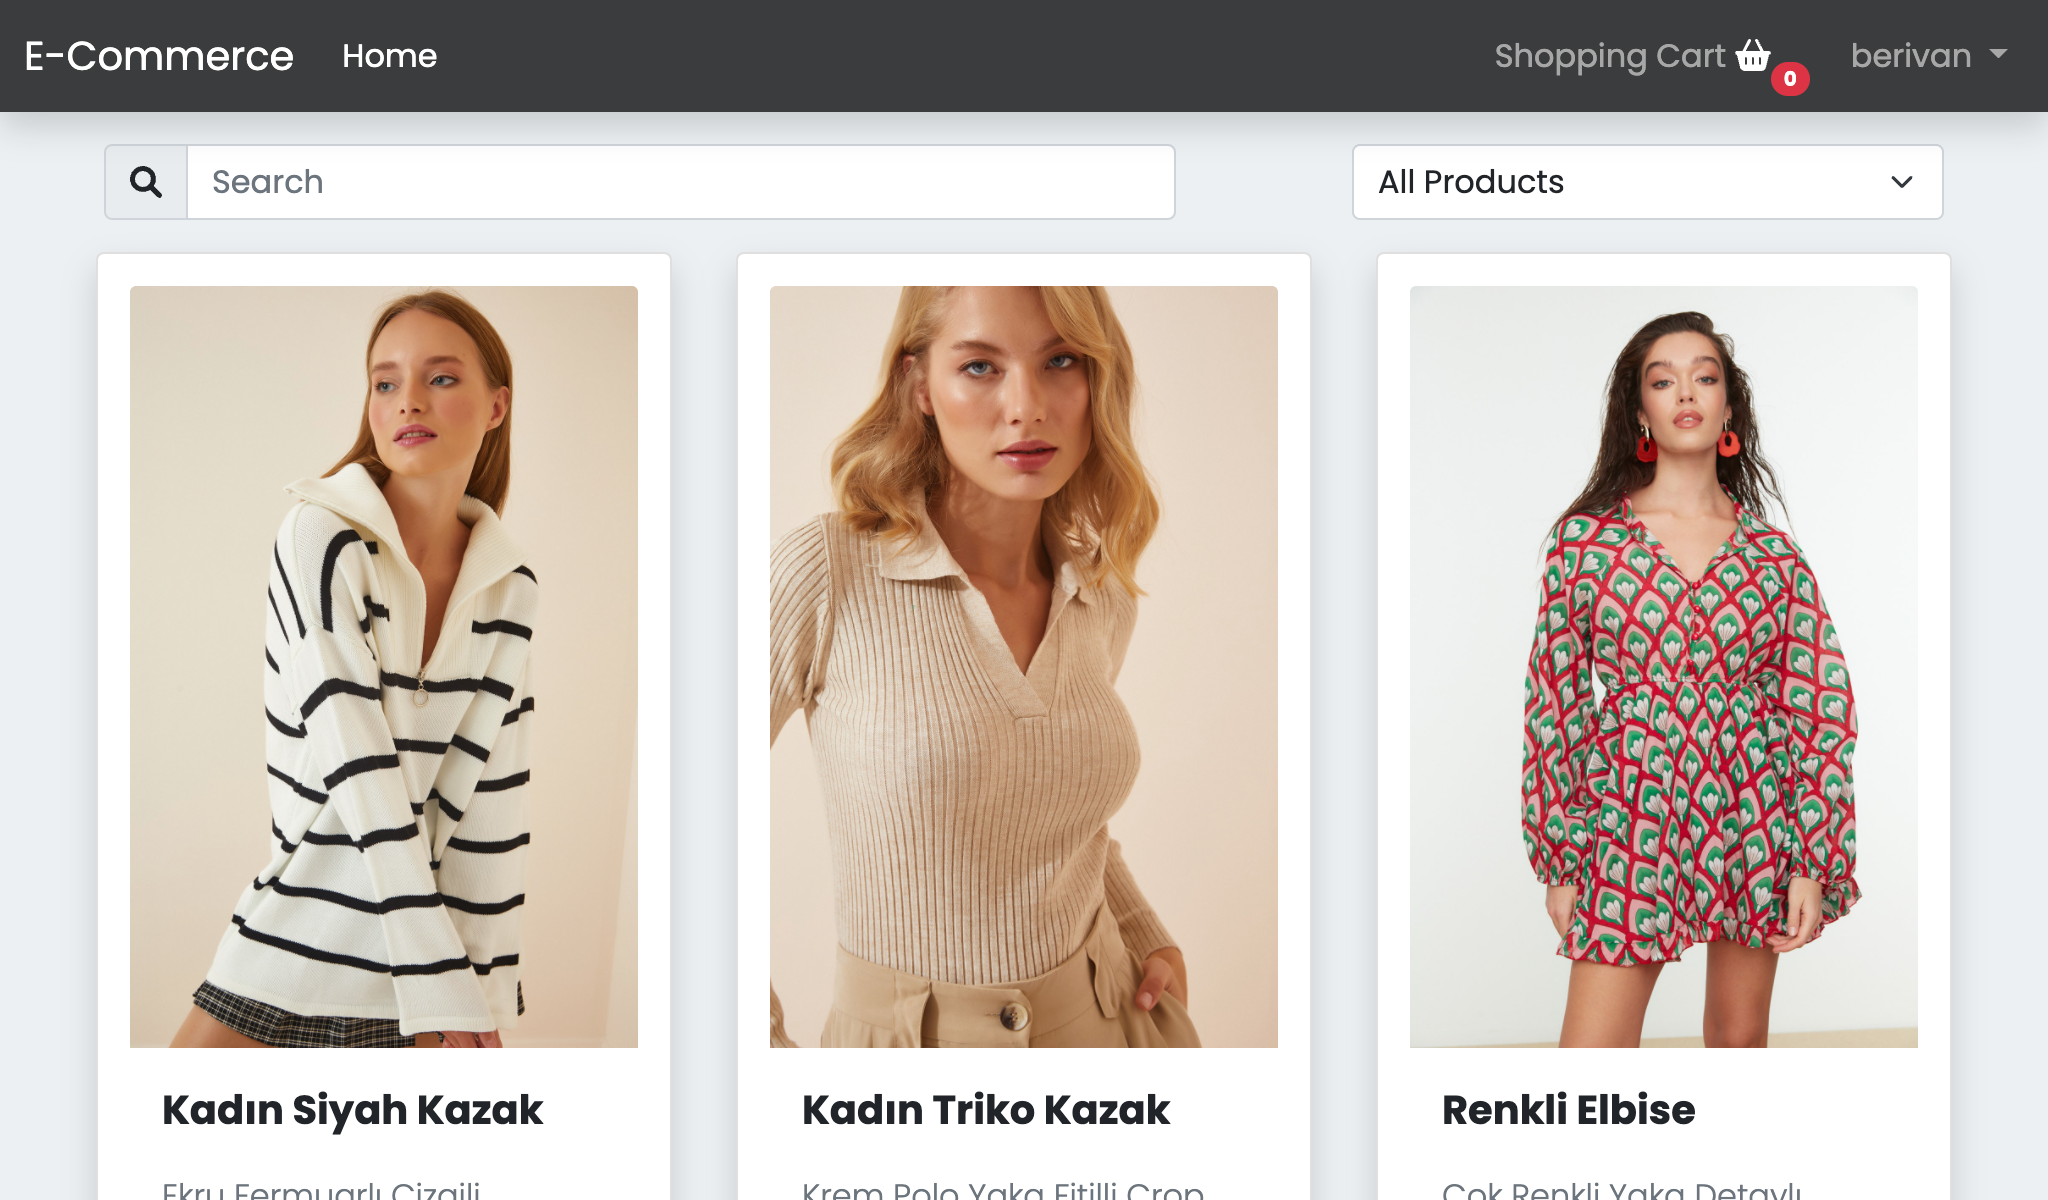 E-Commerce Home Shopping Cart 0 berivan
Search All Products
Kadın Siyah Kazak
Kadın Triko Kazak
Renkli Elbise
Ekru Fermuarlı Çizgili
Krem Polo Yaka Fitilli Crop
Çok Renkli Yaka Detaylı